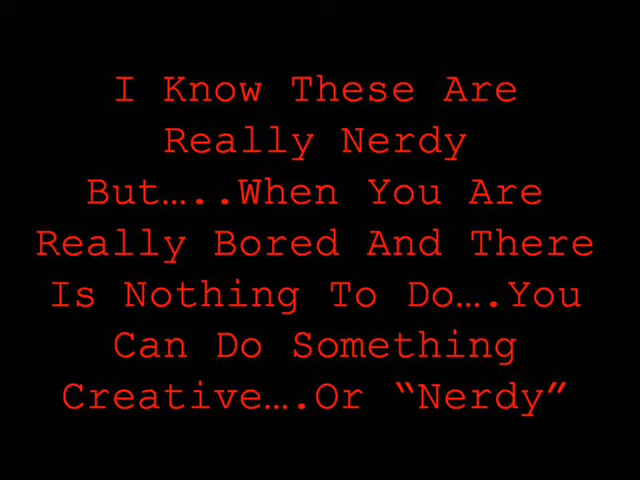 I Know These Are
Really Nerdy
But…..When You Are
Really Bored And There
Is Nothing To Do….You
Can Do Something
Creative….Or “Nerdy”